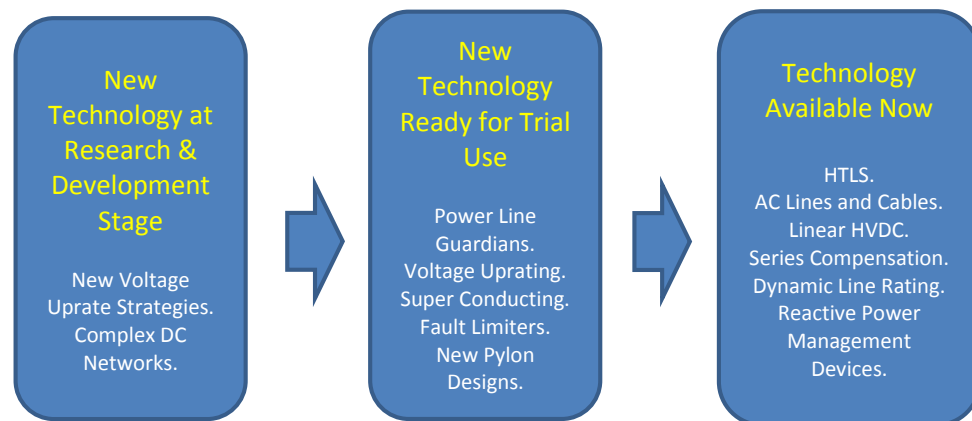 New
Technology at
Research &
Development
Stage
New Voltage
Uprate Strategies.
Complex DC
Networks.
New
Technology
Ready for Trial
Use
Power Line
Guardians.
Voltage Uprating.
Super Conducting.
Fault Limiters.
New Pylon
Designs.
Technology
Available Now
HTLS.
AC Lines and Cables.
Linear HVDC.
Series Compensation.
Dynamic Line Rating.
Reactive Power
Management
Devices.